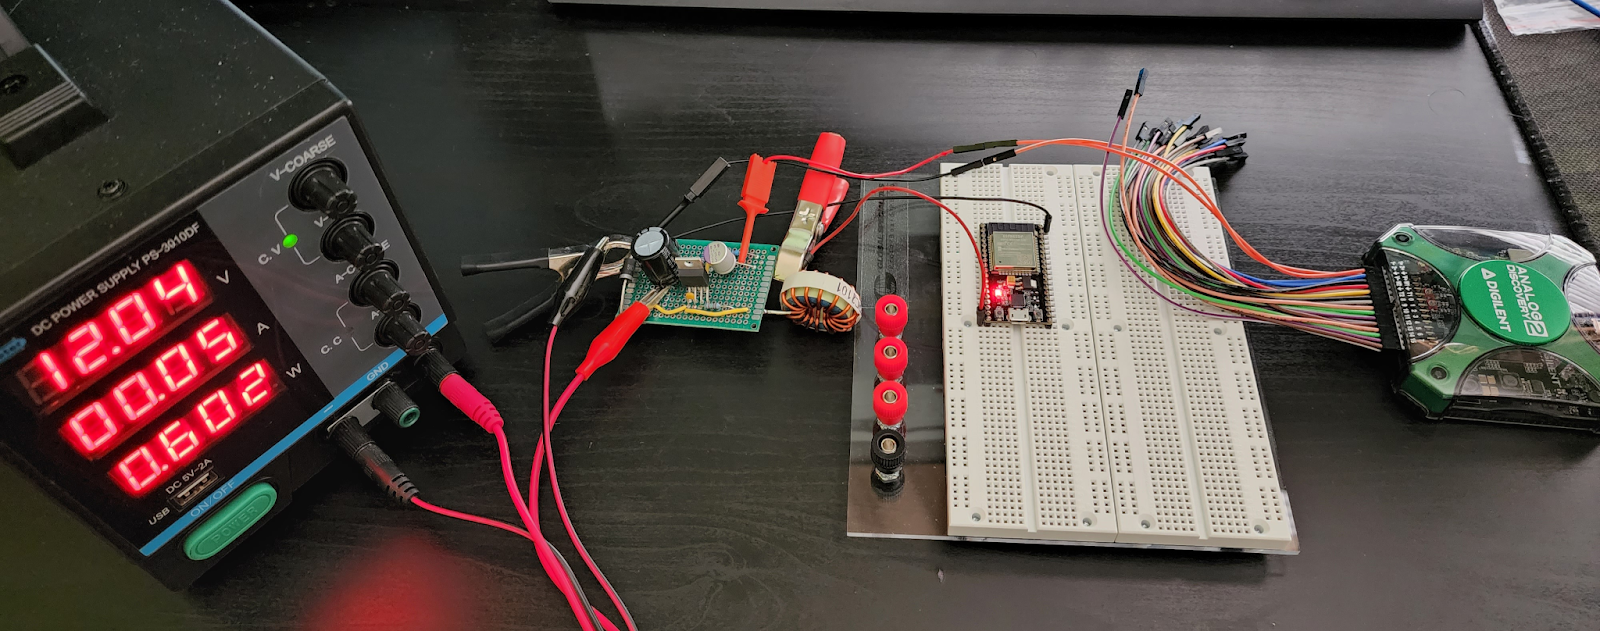 V-COARSE
C.V
V-
A-C
E
A-
C.C
DC POWER SUPPLY PS-3010DF
12.04 V
00.05 A
0.602 W
GND
DC 5V-2A
USB
ON/OFF
POWER
1101
ANALOG
DISCOVERY 2
DIGILENT